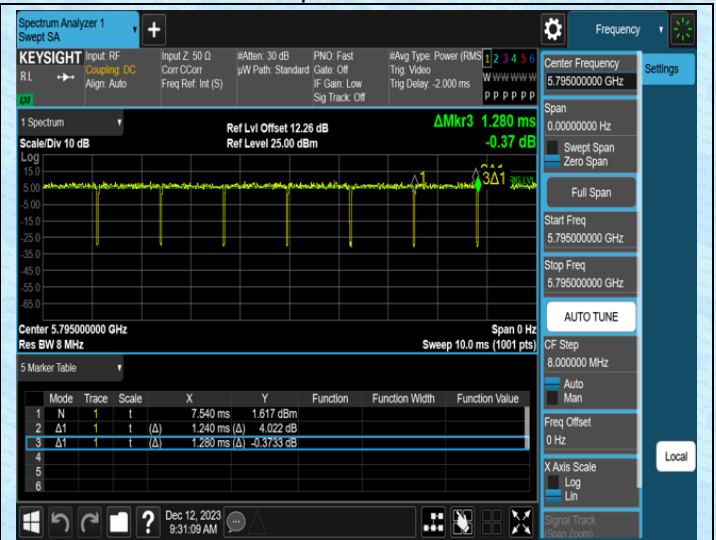 Spectrum Analyzer 1
Swept SA
Frequency
KEYSIGHT
RL
LXI
Input: RF
Coupling: DC
Align: Auto
Input Z: 50 Ω
Corr CCorr
Freq Ref: Int (S)
#Atten: 30 dB
µW Path: Standard
PNO: Fast
Gate: Off
IF Gain: Low
Sig Track: Off
#Avg Type: Power (RMS
Trig: Video
Trig Delay: -2.000 ms
1 2 3 4 5 6
W W W W W W
P P P P P P
1 Spectrum
Scale/Div 10 dB
Ref Lvl Offset 12.26 dB
Ref Level 25.00 dBm
ΔMkr3 1.280 ms
-0.37 dB
Log
15.0
5.00
-5.00
-15.0
-25.0
-35.0
-45.0
-55.0
-65.0
1
3Δ1
Center 5.795000000 GHz
Res BW 8 MHz
Span 0 Hz
Sweep 10.0 ms (1001 pts)
5 Marker Table
Mode Trace Scale X Y Function Function Width Function Value
1 N 1 t 7.540 ms 1.617 dBm
2 Δ1 1 t (Δ) 1.240 ms (Δ) 4.022 dB
3 Δ1 1 t (Δ) 1.280 ms (Δ) -0.3733 dB
4
5
6
?
Dec 12, 2023
9:31:09 AM
Center Frequency
5.795000000 GHz
Span
0.00000000 Hz
Swept Span
Zero Span
Full Span
Start Freq
5.795000000 GHz
Stop Freq
5.795000000 GHz
AUTO TUNE
CF Step
8.000000 MHz
Auto
Man
Freq Offset
0 Hz
X Axis Scale
Log
Lin
Signal Track
(Span Zoom)
Settings
Local